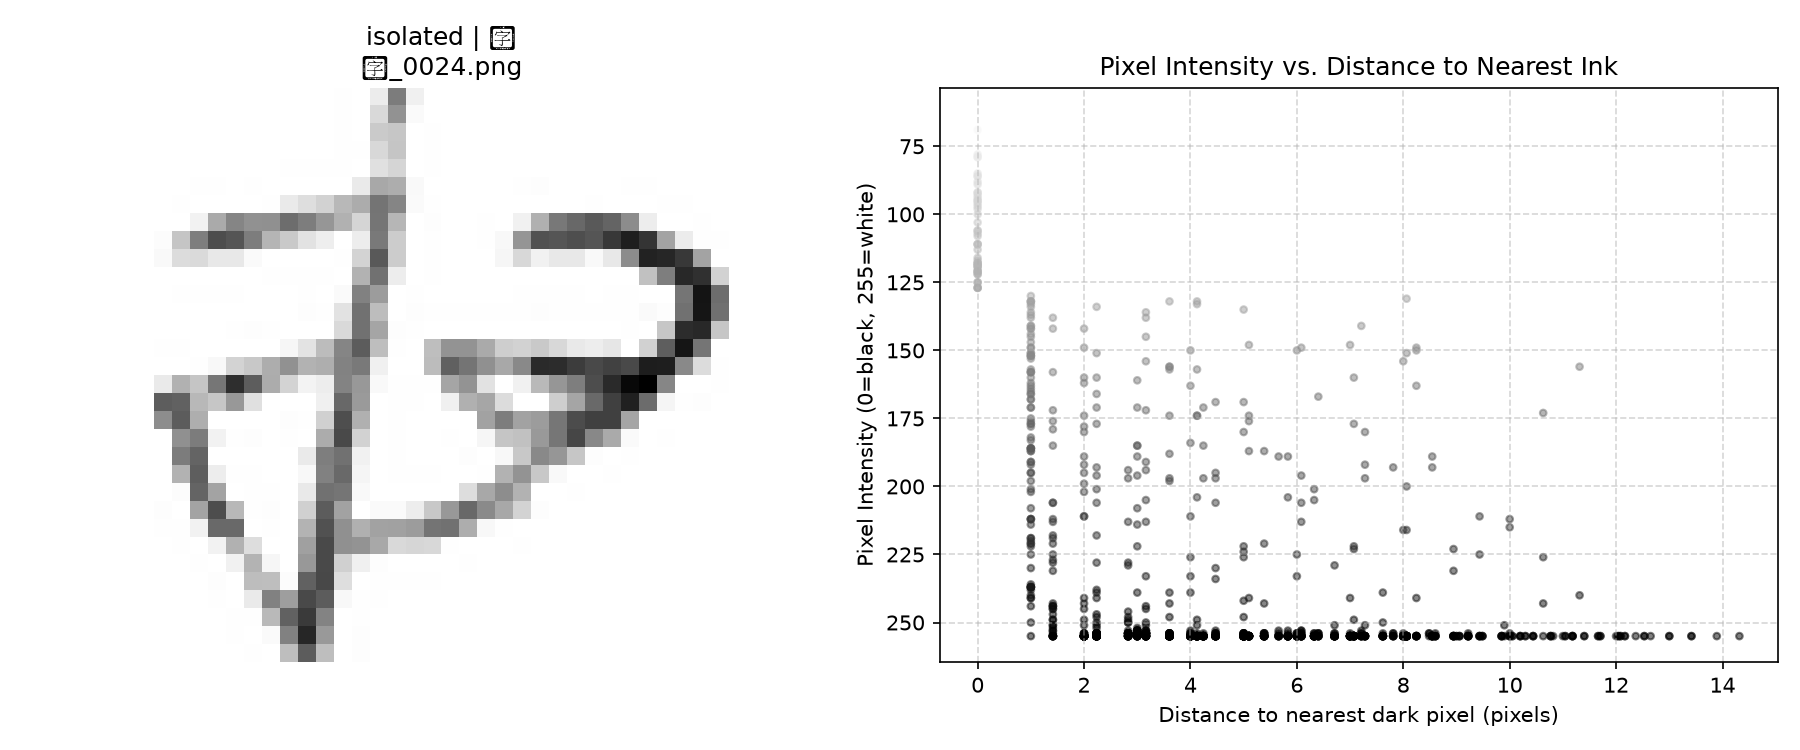 isolated |
_0024.png
Pixel Intensity vs. Distance to Nearest Ink
Pixel Intensity (0=black, 255=white)
75
100
125
150
175
200
225
250
0 2 4 6 8 10 12 14
Distance to nearest dark pixel (pixels)